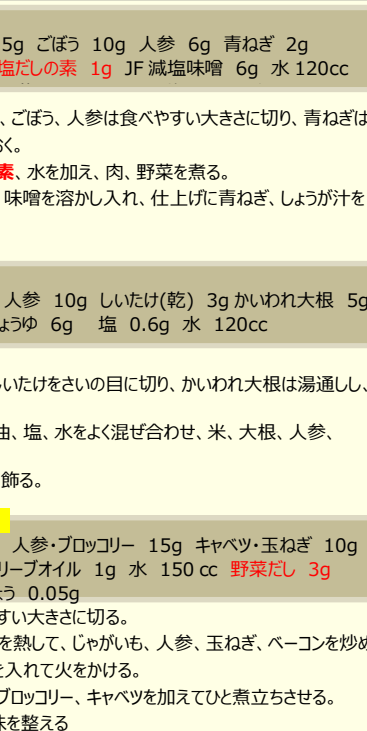 5g ごぼう 10g 人参 6g 青ねぎ 2g
塩だしの素 1g JF減塩味噌 6g 水120cc
、ごぼう、人参は食べやすい大きさに切り、青ねぎは
く。
素、水を加え、肉、野菜を煮る。
味噌を溶かし入れ、仕上げに青ねぎ、しょうが汁を
人参 10g しいたけ(乾) 3gかいわれ大根 5g
ょうゆ 6g 塩 0.6g 水 120cc
いたけをさいの目に切り、かいわれ大根は湯通しし、
油、塩、水をよく混ぜ合わせ、米、大根、人参、
飾る。
人参・ブロッコリー 15g キャベツ・玉ねぎ 10g
リーブオイル 1g 水 150cc 野菜だし 3g
う 0.05g
すい大きさに切る。
を熱して、じゃがいも、人参、玉ねぎ、ベーコンを炒め
を入れて火をかける。
ブロッコリー、キャベツを加えてひと煮立ちさせる。
味を整える